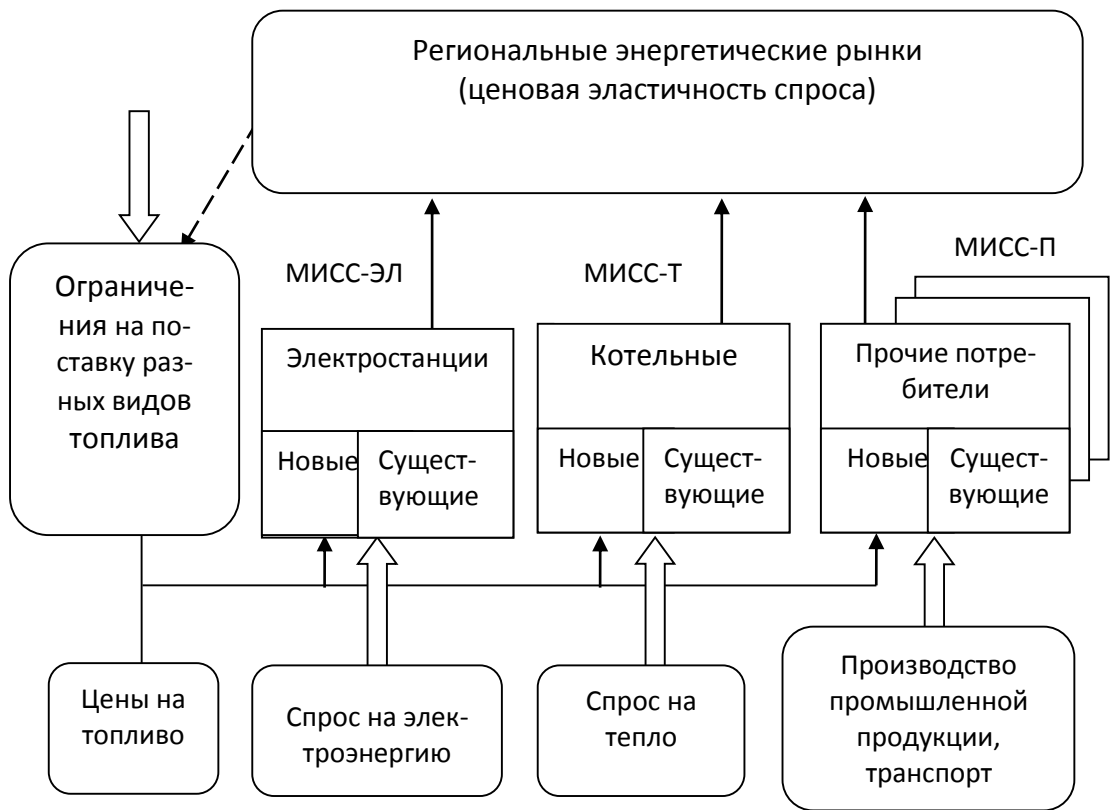 Региональные энергетические рынки
(ценовая эластичность спроса)
Ограниче-
ния на по-
ставку раз-
ных видов
топлива
МИСС-ЭЛ
Электростанции
Новые
Сущест-
вующие
МИСС-Т
Котельные
Новые
Сущест-
вующие
МИСС-П
Прочие потре-
бители
Новые
Сущест-
вующие
Цены на
топливо
Спрос на элек-
троэнергию
Спрос на
тепло
Производство
промышленной
продукции,
транспорт